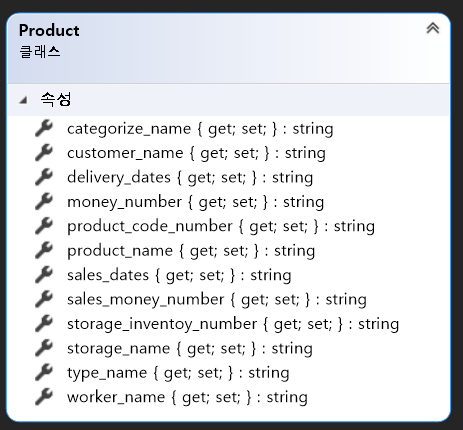 Product
클래스
속성
categorize_name { get; set; } : string
customer_name { get; set; } : string
delivery_dates { get; set; } : string
money_number { get; set; } : string
product_code_number { get; set; } : string
product_name { get; set; } : string
sales_dates { get; set; } : string
sales_money_number { get; set; } : string
storage_inventoy_number { get; set; } : string
storage_name { get; set; } : string
type_name { get; set; } : string
worker_name { get; set; } : string